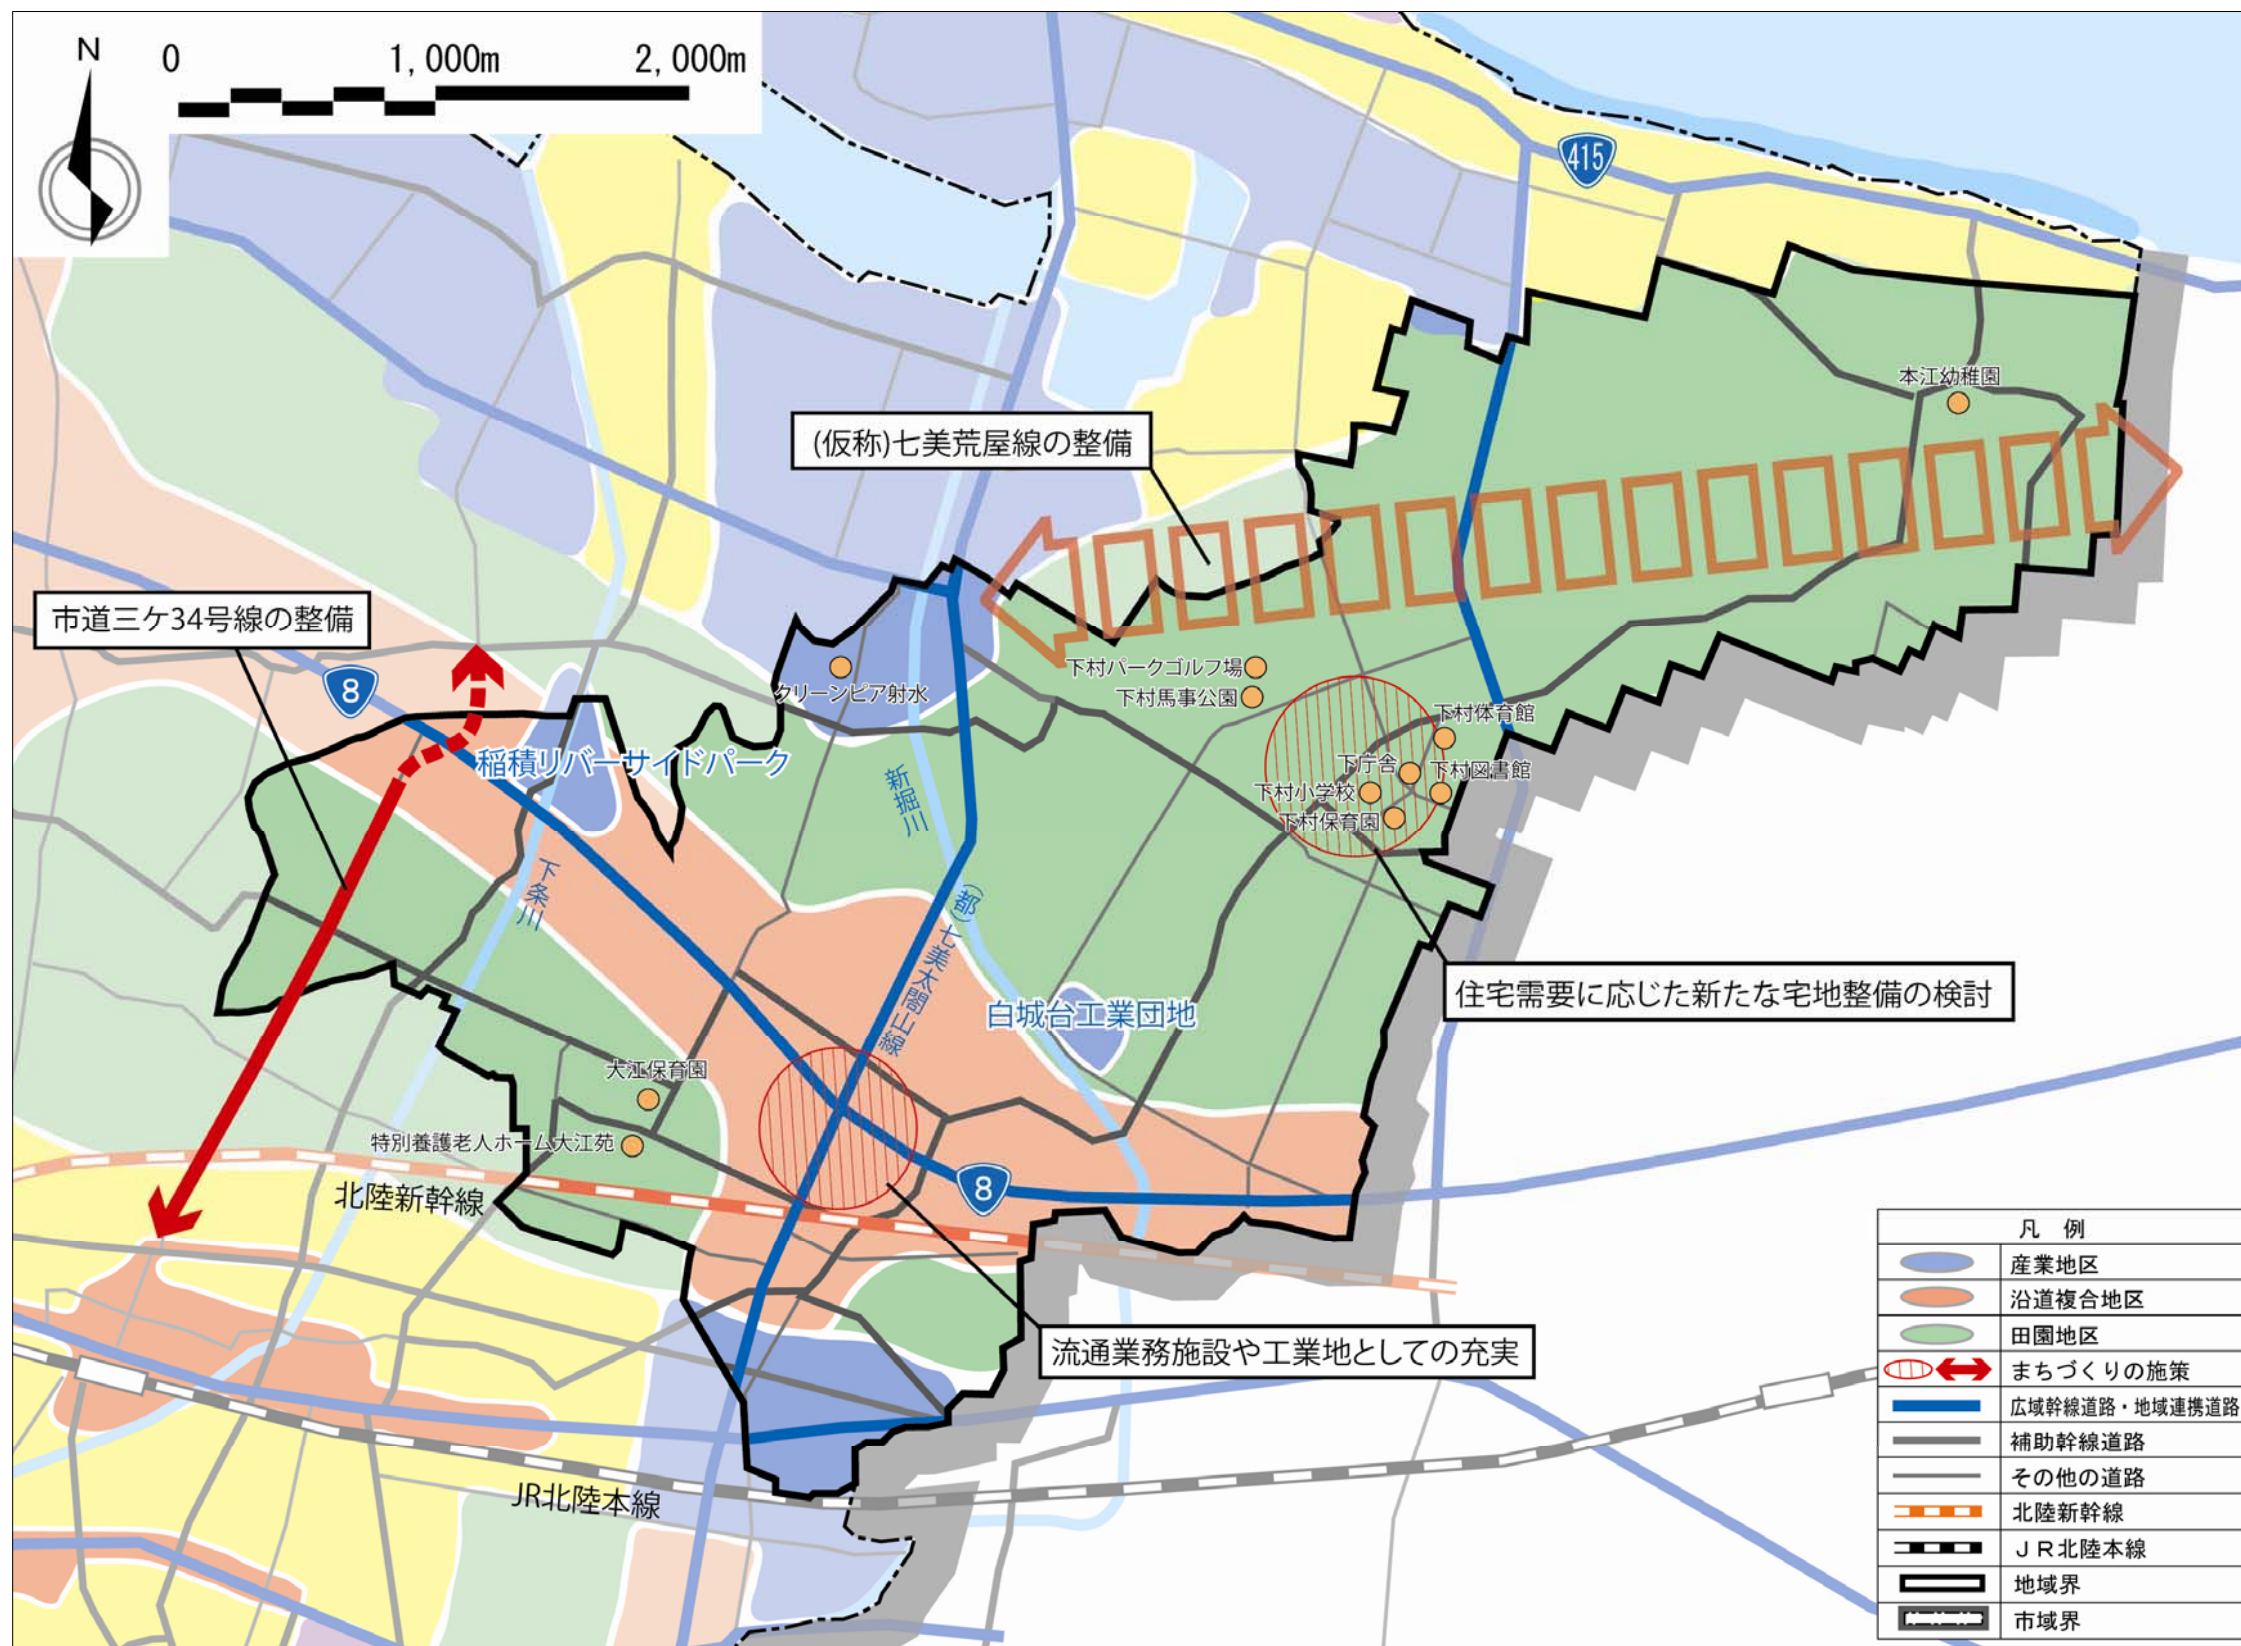 N
0 1,000m 2,000m
415
本江幼稚園
(仮称)七美荒屋線の整備
市道三ケ34号線の整備
8
下村パークゴルフ場
クリーンピア射水
下村馬事公園
下村体育館
稲積リバーサイドパーク
下庁舎
下村図書館
新堀川
下村小学校
下村保育園
下条川
(都)七美太閤山線
住宅需要に応じた新たな宅地整備の検討
白城台工業団地
大江保育園
特別養護老人ホーム大江苑
北陸新幹線
8
流通業務施設や工業地としての充実
JR北陸本線
凡 例
産業地区
沿道複合地区
田園地区
まちづくりの施策
広域幹線道路・地域連携道路
補助幹線道路
その他の道路
北陸新幹線
ＪＲ北陸本線
地域界
市域界